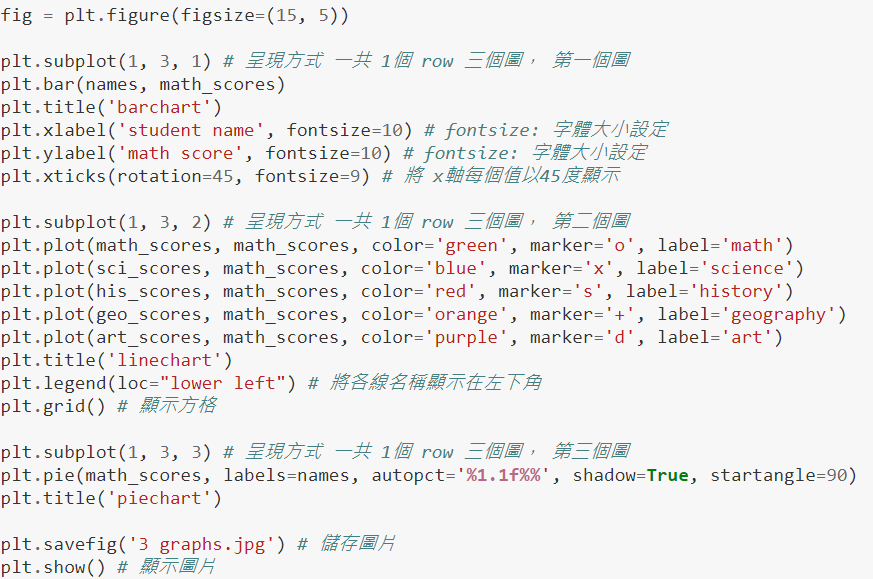 fig = plt.figure(figsize=(15, 5))
plt.subplot(1, 3, 1) # 呈現方式 一共 1個 row 三個圖， 第一個圖
plt.bar(names, math_scores)
plt.title('barchart')
plt.xlabel('student name', fontsize=10) # fontsize: 字體大小設定
plt.ylabel('math score', fontsize=10) # fontsize: 字體大小設定
plt.xticks(rotation=45, fontsize=9) # 將 x軸每個值以45度顯示
plt.subplot(1, 3, 2) # 呈現方式 一共 1個 row 三個圖， 第二個圖
plt.plot(math_scores, math_scores, color='green', marker='o', label='math')
plt.plot(sci_scores, math_scores, color='blue', marker='x', label='science')
plt.plot(his_scores, math_scores, color='red', marker='s', label='history')
plt.plot(geo_scores, math_scores, color='orange', marker='+', label='geography')
plt.plot(art_scores, math_scores, color='purple', marker='d', label='art')
plt.title('linechart')
plt.legend(loc="lower left") # 將各線名稱顯示在左下角
plt.grid() # 顯示方格
plt.subplot(1, 3, 3) # 呈現方式 一共 1個 row 三個圖， 第三個圖
plt.pie(math_scores, labels=names, autopct='%1.1f%%', shadow=True, startangle=90)
plt.title('piechart')
plt.savefig('3 graphs.jpg') # 儲存圖片
plt.show() # 顯示圖片